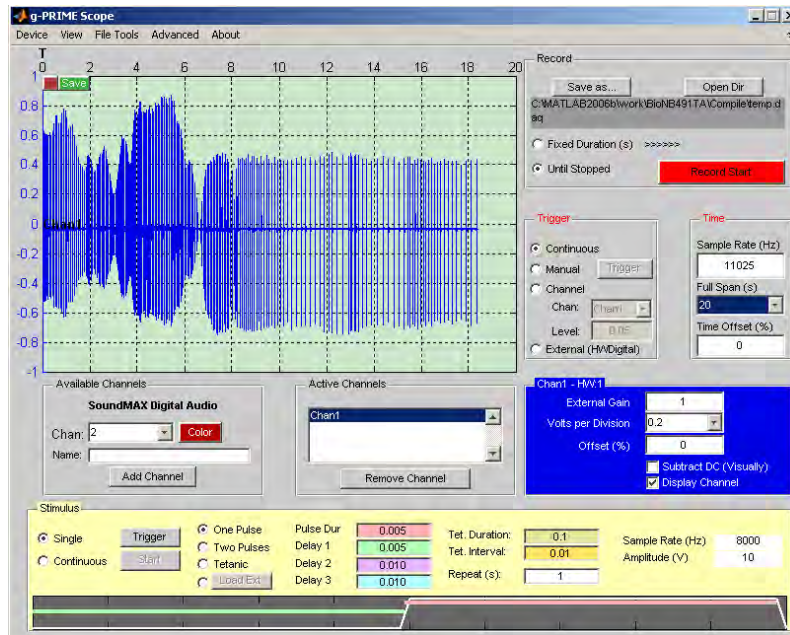 g-PRIME Scope
Device View File Tools Advanced About
T
0 2 4 6 8 10 12 14 16 18 20
Save
1
0.8
0.6
0.4
0.2
0
Chan1
-0.2
-0.4
-0.6
-0.8
-1
Record
Save as... Open Dir
C:\MATLAB2006b\work\BioNB491TA\Compile\temp.d
aq
Fixed Duration (s) >>>>>>
Until Stopped Record Start
Trigger
Continuous
Manual Trigger
Channel
Chan: Chan1
Level: 0.05
External (HWDigital)
Time
Sample Rate (Hz)
11025
Full Span (s)
20
Time Offset (%)
0
Available Channels
SoundMAX Digital Audio
Chan: 2 Color
Name:
Add Channel
Active Channels
Chan1
Remove Channel
Chan1 - HW:1
External Gain 1
Volts per Division 0.2
Offset (%) 0
Subtract DC (Visually)
Display Channel
Stimulus
Single Trigger
Continuous Start
One Pulse
Two Pulses
Tetanic
Load Ext
Pulse Dur 0.005
Delay 1 0.005
Delay 2 0.010
Delay 3 0.010
Tet. Duration: 0.1
Tet. Interval: 0.01
Repeat (s): 1
Sample Rate (Hz) 8000
Amplitude (V) 10